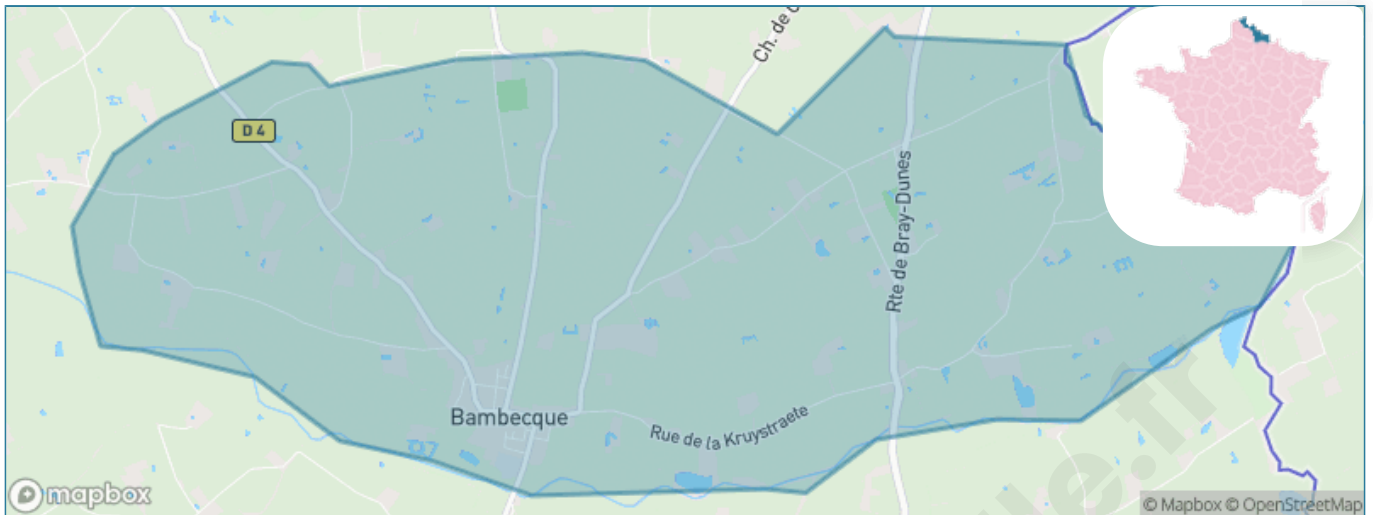 Ch. de
D 4
Rte de Bray-Dunes
Bambecque
Rue de la Kruystraete
mapbox
© Mapbox © OpenStreetMap